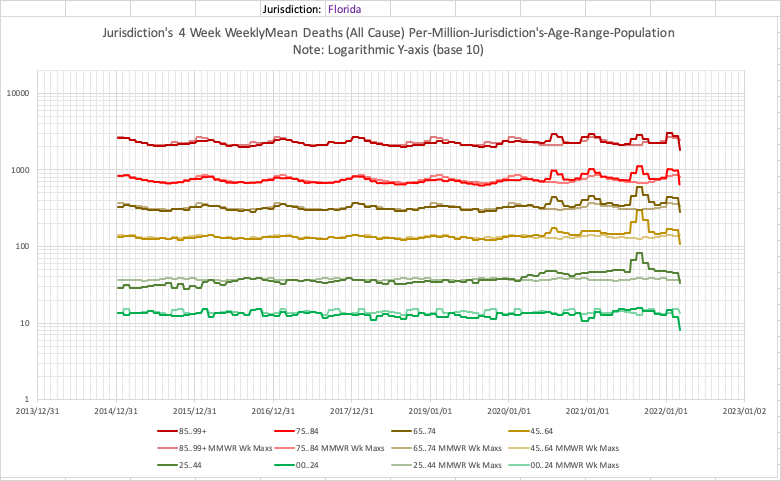 Jurisdiction: Florida
Jurisdiction's 4 Week WeeklyMean Deaths (All Cause) Per-Million-Jurisdiction's-Age-Range-Population
Note: Logarithmic Y-axis (base 10)
10000
1000
100
10
1
2013/12/31 2014/12/31 2015/12/31 2016/12/31 2017/12/31 2019/01/01 2020/01/01 2021/01/01 2022/01/01 2023/01/02
85..99+ 75..84 65..74 45..64
85..99+ MMWR Wk Maxs 75..84 MMWR Wk Maxs 65..74 MMWR Wk Maxs 45..64 MMWR Wk Maxs
25..44 00..24 25..44 MMWR Wk Maxs 00..24 MMWR Wk Maxs